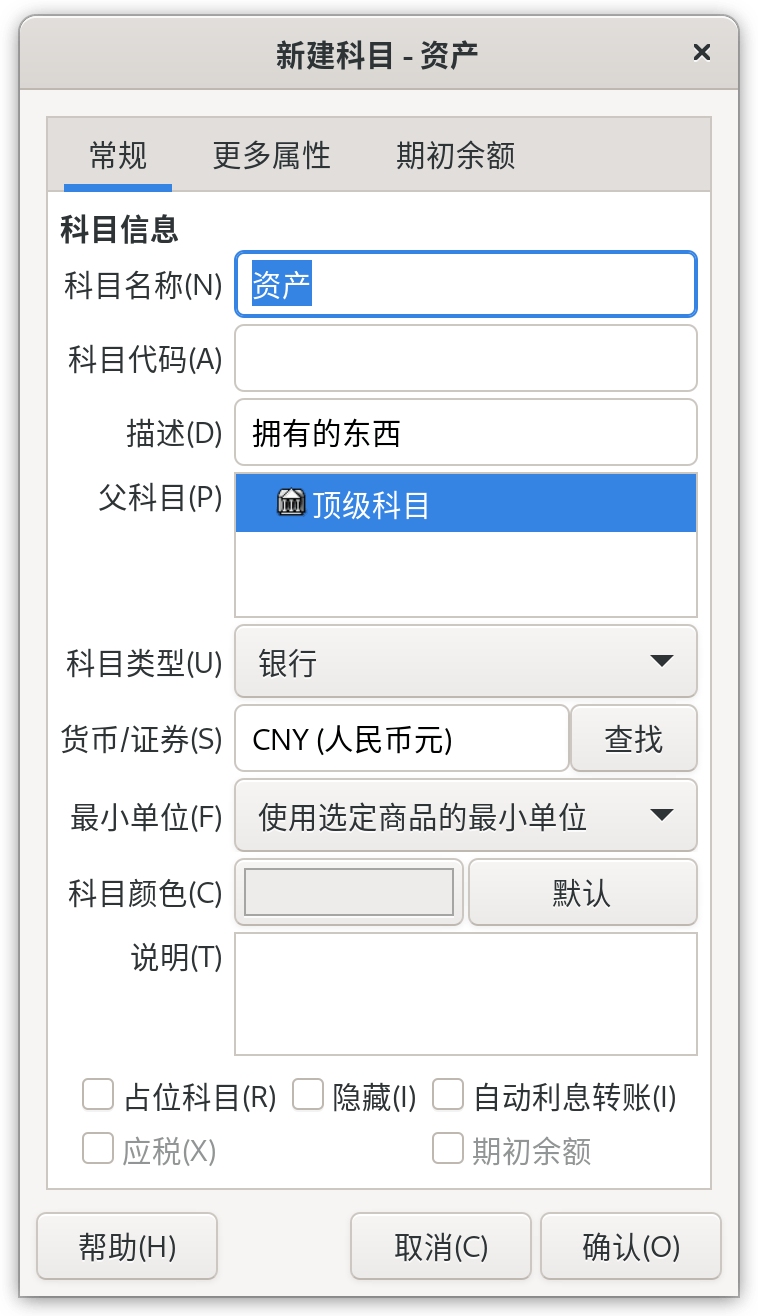 新建科目 - 资产 ×
常规 更多属性 期初余额
科目信息
科目名称(N) 资产
科目代码(A)
描述(D) 拥有的东西
父科目(P) 顶级科目
科目类型(U) 银行
货币/证券(S) CNY (人民币元) 查找
最小单位(F) 使用选定商品的最小单位
科目颜色(C) 默认
说明(T)
占位科目(R) 隐藏(I) 自动利息转账(I)
应税(X) 期初余额
帮助(H) 取消(C) 确认(O)